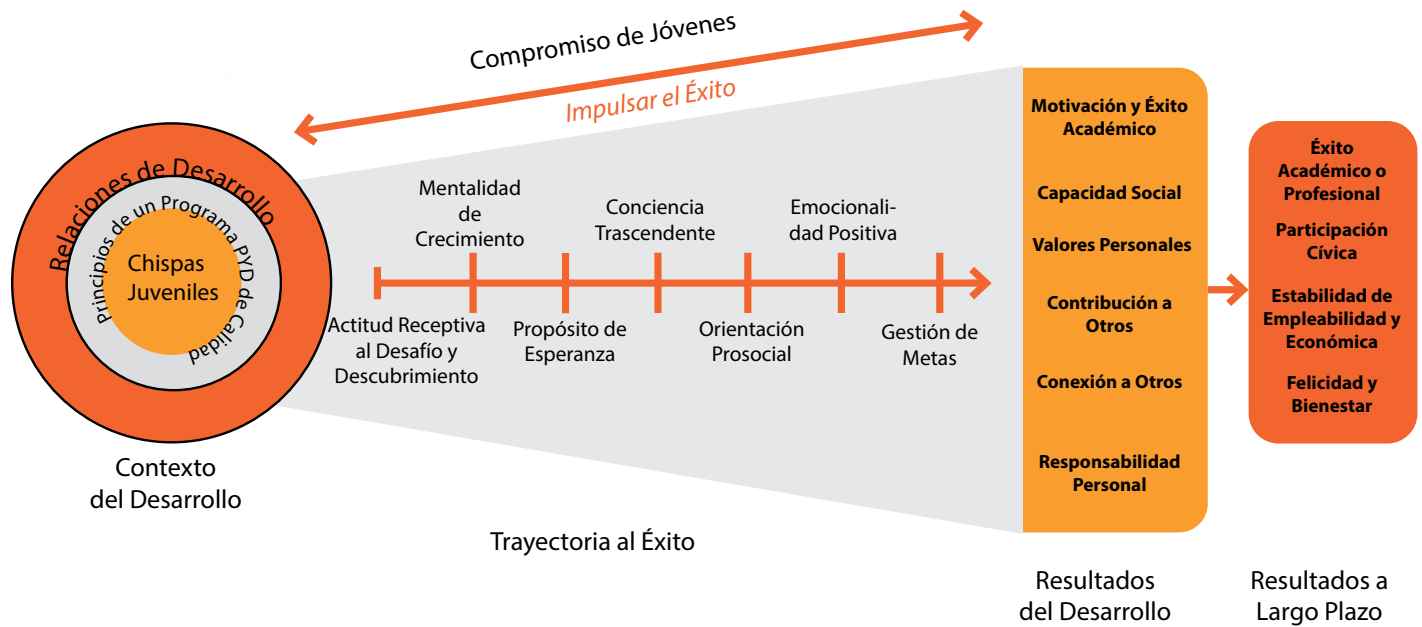 Compromiso de Jóvenes
Impulsar el Éxito
Relaciones de Desarrollo
Principios de un Programa PYD de Calidad
Chispas
Juveniles
Contexto
del Desarrollo
Mentalidad
de
Crecimiento
Conciencia
Trascendente
Emocionali-
dad Positiva
Actitud Receptiva
al Desafío y
Descubrimiento
Propósito de
Esperanza
Orientación
Prosocial
Gestión de
Metas
Trayectoria al Éxito
Motivación y Éxito
Académico
Capacidad Social
Valores Personales
Contribución a
Otros
Conexión a Otros
Responsabilidad
Personal
Resultados
del Desarrollo
Éxito
Académico o
Profesional
Participación
Cívica
Estabilidad de
Empleabilidad y
Económica
Felicidad y
Bienestar
Resultados a
Largo Plazo